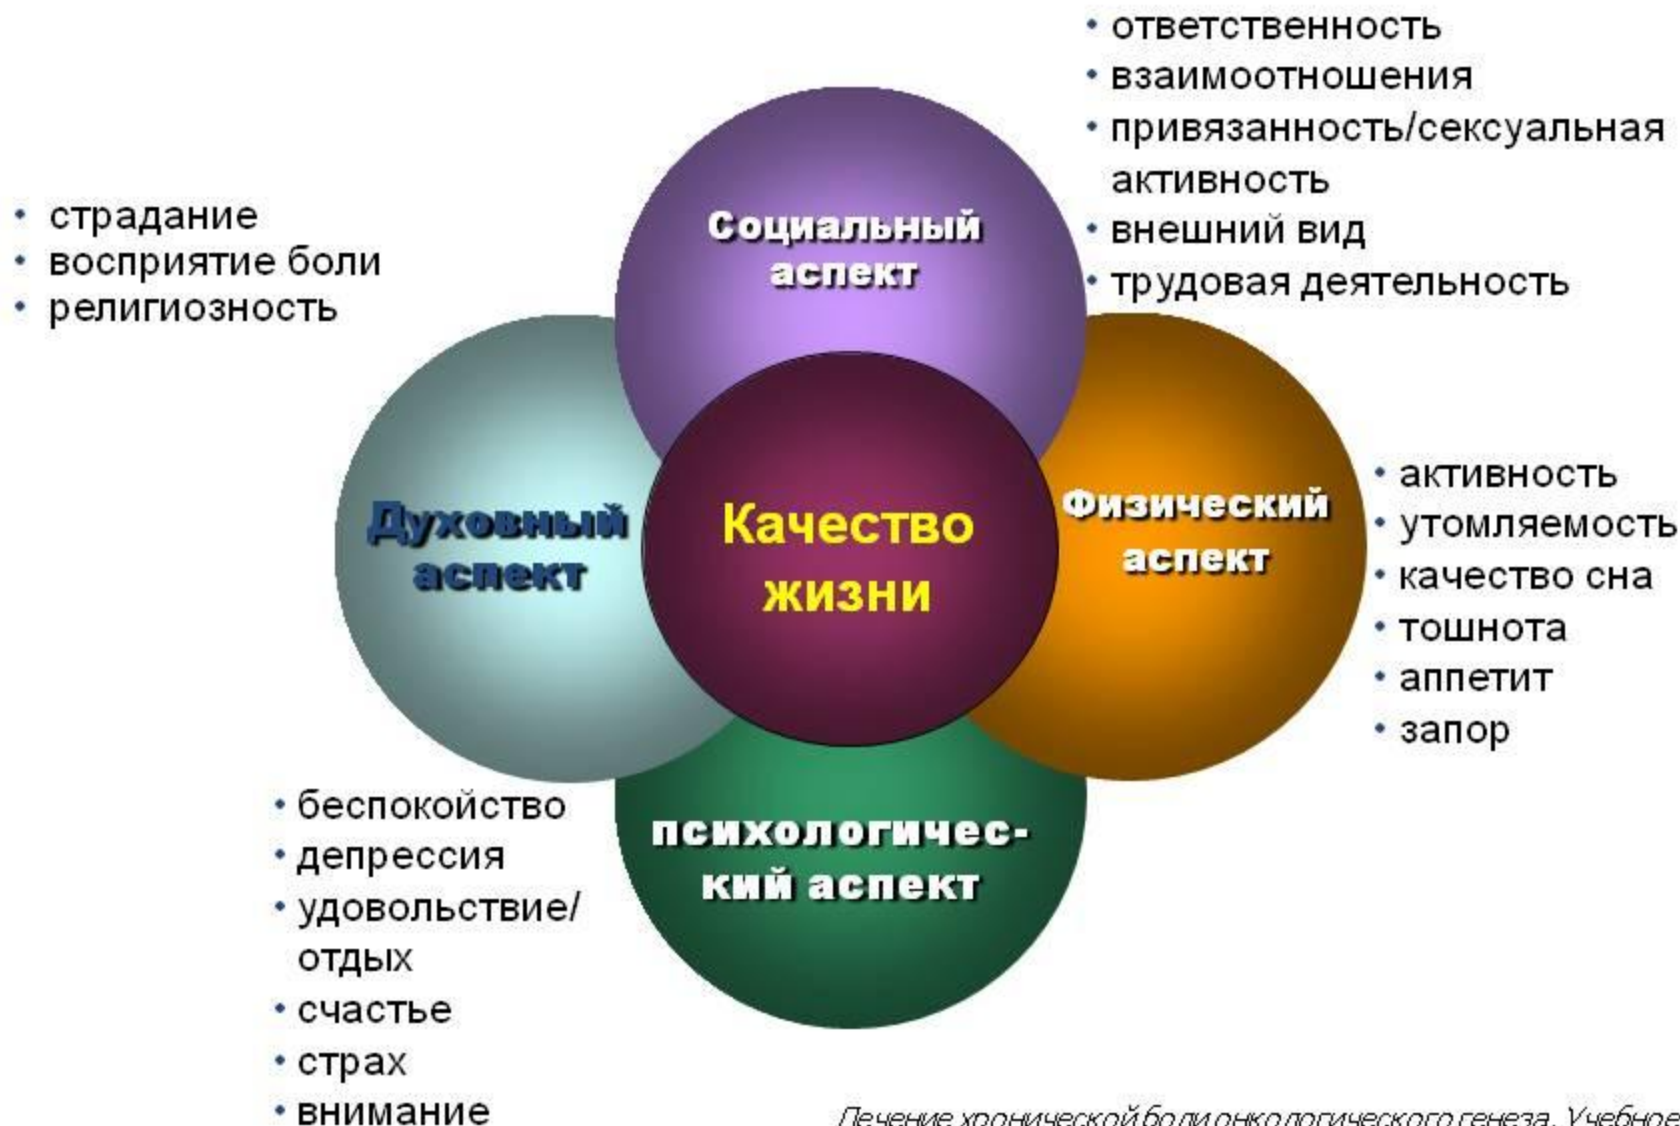 • ответственность
• взаимоотношения
• привязанность/сексуальная
активность
• внешний вид
• трудовая деятельность
• страдание
• восприятие боли
• религиозность
Социальный
аспект
Духовный
аспект
Качество
жизни
Физический
аспект
• активность
• утомляемость
• качество сна
• тошнота
• аппетит
• запор
психологичес-
кий аспект
• беспокойство
• депрессия
• удовольствие/
отдых
• счастье
• страх
• внимание
Лечение хронической боли онкологического генеза. Учебное